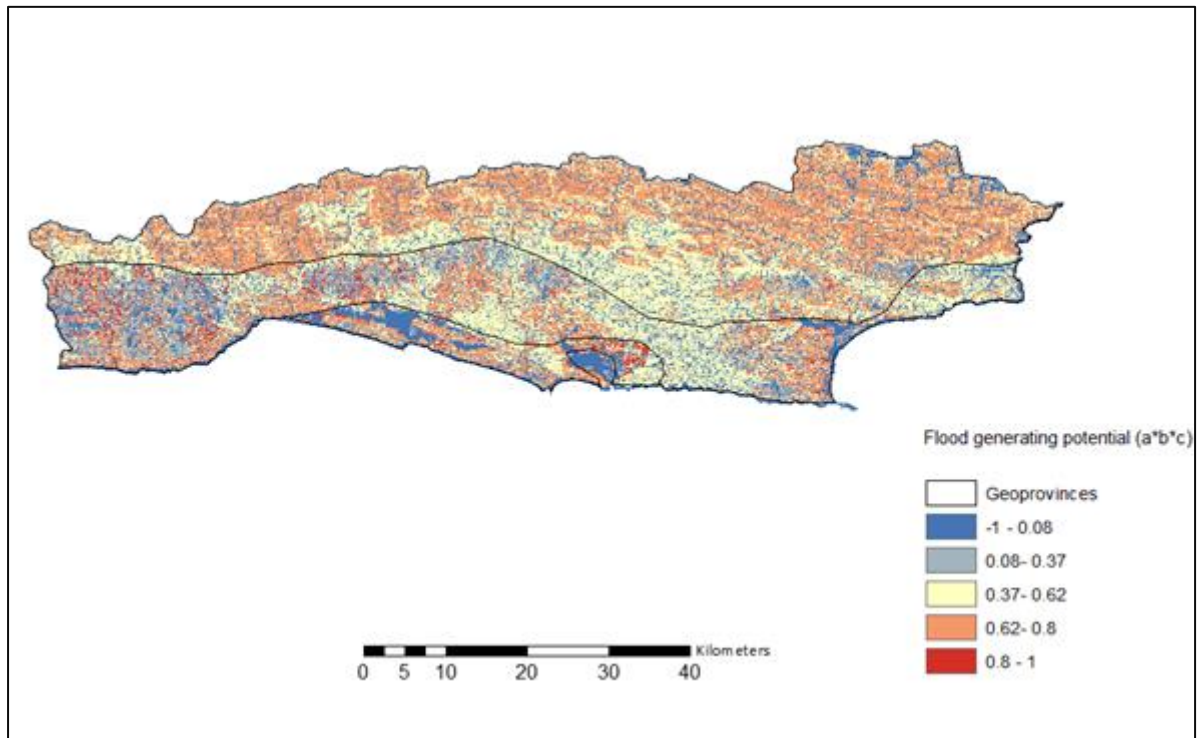 Flood generating potential (a*b*c)
Geoprovinces
-1 - 0.08
0.08- 0.37
0.37- 0.62
0.62- 0.8
0.8 - 1
Kilometers
0 5 10 20 30 40